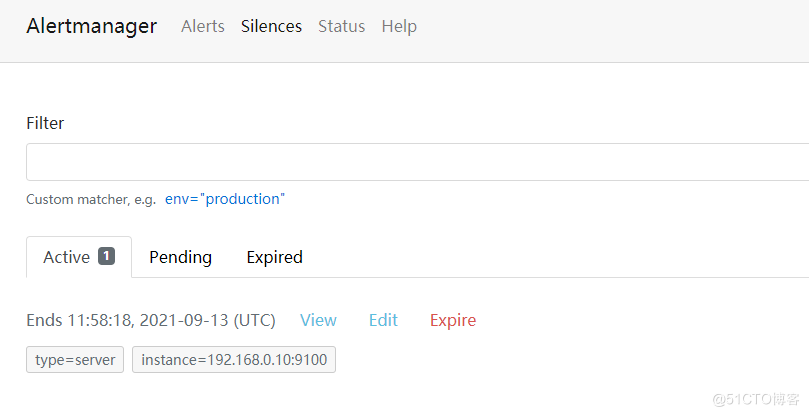 Alertmanager Alerts Silences Status Help
Filter
Custom matcher, e.g. env="production"
Active 1 Pending Expired
Ends 11:58:18, 2021-09-13 (UTC) View Edit Expire
type=server instance=192.168.0.10:9100
@51CTO博客